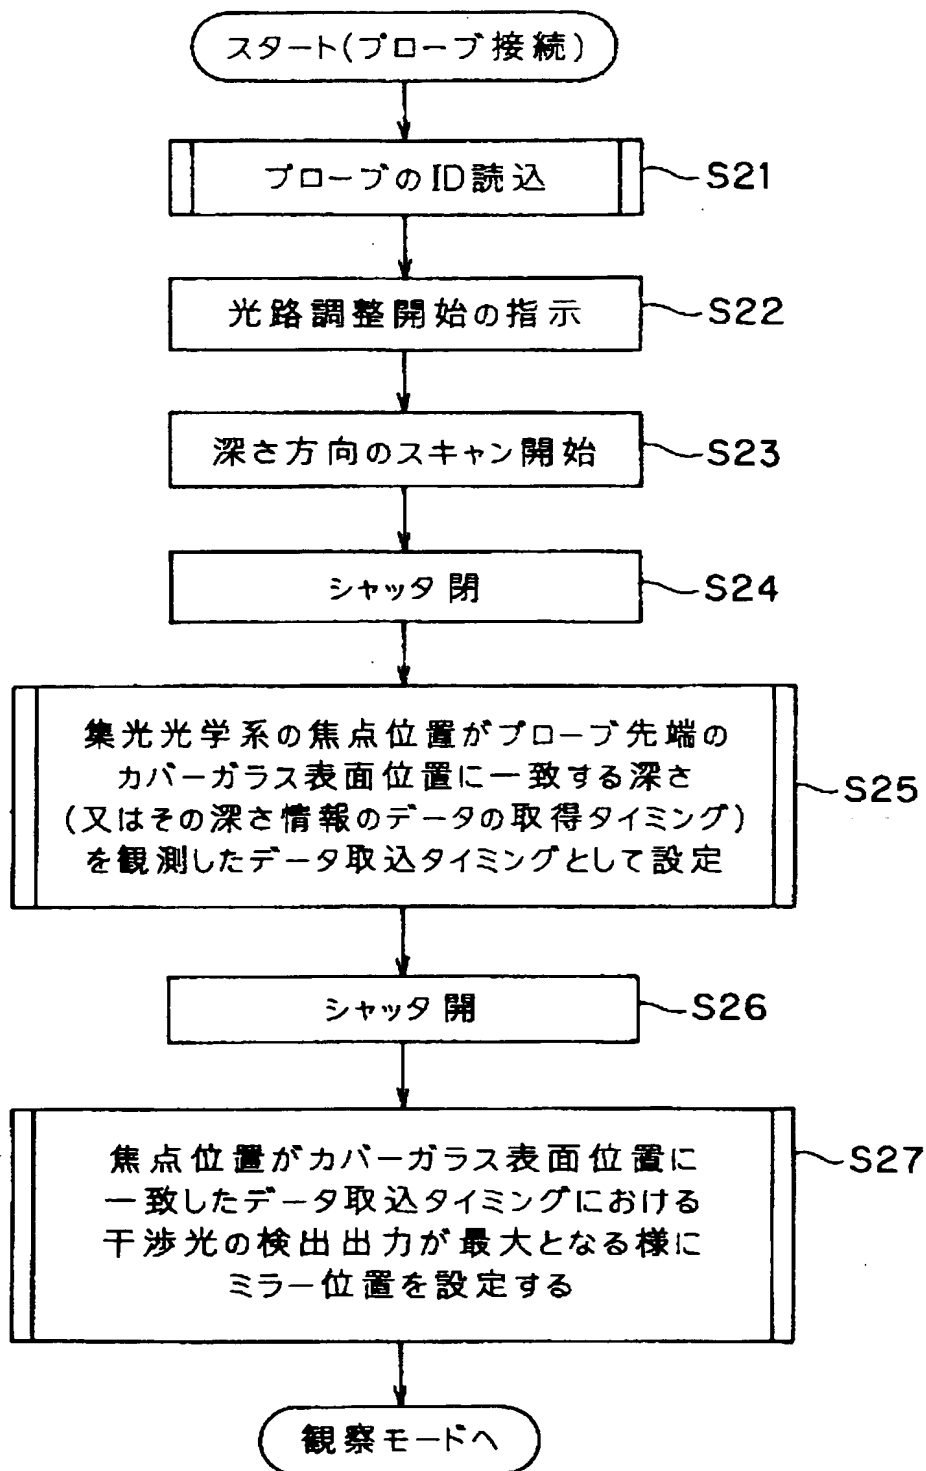 スタート(プローブ接続)
プローブのID読込
S21
光路調整開始の指示
S22
深さ方向のスキャン開始
S23
シャッタ閉
S24
集光光学系の焦点位置がプローブ先端の
カバーガラス表面位置に一致する深さ
(又はその深さ情報のデータの取得タイミング)
を観測したデータ取込タイミングとして設定
S25
シャッタ開
S26
焦点位置がカバーガラス表面位置に
一致したデータ取込タイミングにおける
干渉光の検出出力が最大となる様に
ミラー位置を設定する
S27
観察モードへ